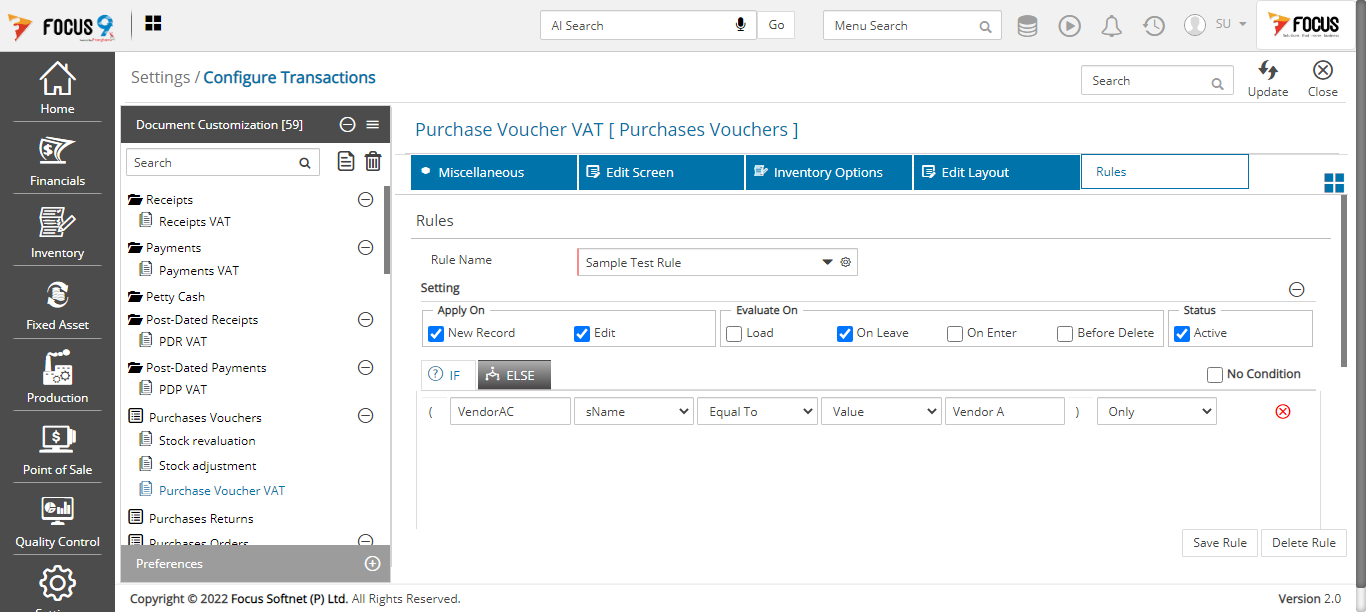 FOCUS 9
AI Search
Go
Menu Search
SU
FOCUS
Home
Financials
Inventory
Fixed Asset
Production
Point of Sale
Quality Control
Settings / Configure Transactions
Search
Update
Close
Document Customization [59]
Search
Receipts
Receipts VAT
Payments
Payments VAT
Petty Cash
Post-Dated Receipts
PDR VAT
Post-Dated Payments
PDP VAT
Purchases Vouchers
Stock revaluation
Stock adjustment
Purchase Voucher VAT
Purchases Returns
Purchases Orders
Preferences
Purchase Voucher VAT [ Purchases Vouchers ]
Miscellaneous
Edit Screen
Inventory Options
Edit Layout
Rules
Rules
Rule Name
Sample Test Rule
Setting
Apply On
New Record
Edit
Evaluate On
Load
On Leave
On Enter
Before Delete
Status
Active
IF
ELSE
No Condition
( VendorAC sName Equal To Value Vendor A ) Only
Save Rule
Delete Rule
Copyright © 2022 Focus Softnet (P) Ltd. All Rights Reserved.
Version 2.0